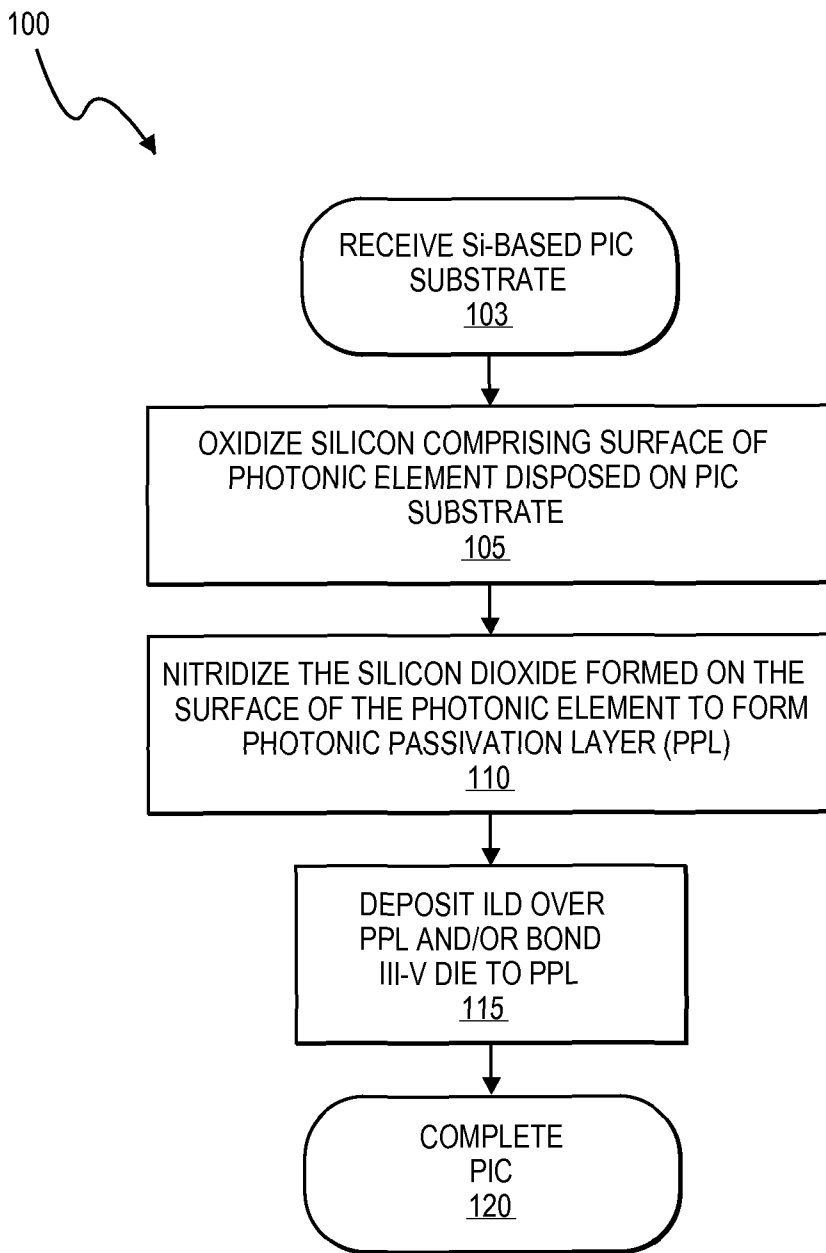 100
RECEIVE Si-BASED PIC
SUBSTRATE
103
OXIDIZE SILICON COMPRISING SURFACE OF
PHOTONIC ELEMENT DISPOSED ON PIC
SUBSTRATE
105
NITRIDIZE THE SILICON DIOXIDE FORMED ON THE
SURFACE OF THE PHOTONIC ELEMENT TO FORM
PHOTONIC PASSIVATION LAYER (PPL)
110
DEPOSIT ILD OVER
PPL AND/OR BOND
III-V DIE TO PPL
115
COMPLETE
PIC
120